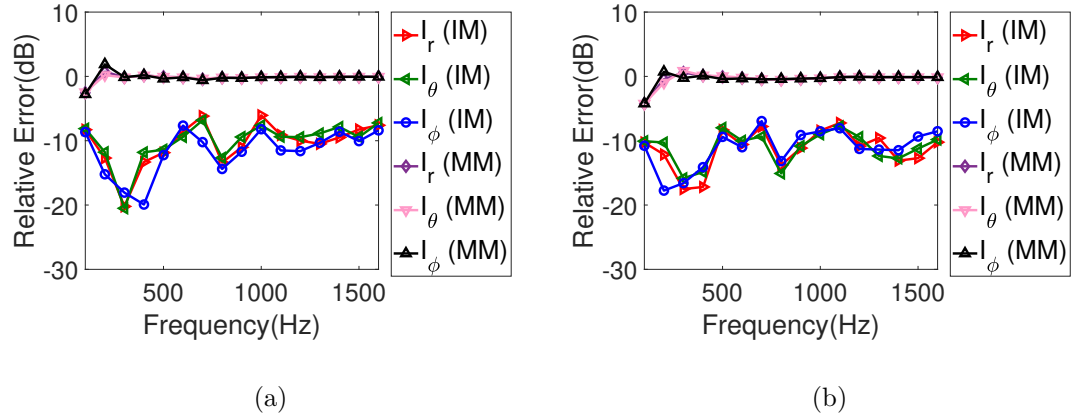 10
0
-10
-20
-30
Relative Error(dB)
500 1000 1500
Frequency(Hz)
I_r (IM)
I_θ (IM)
I_ϕ (IM)
I_r (MM)
I_θ (MM)
I_ϕ (MM)
(a)
10
0
-10
-20
-30
Relative Error(dB)
500 1000 1500
Frequency(Hz)
I_r (IM)
I_θ (IM)
I_ϕ (IM)
I_r (MM)
I_θ (MM)
I_ϕ (MM)
(b)